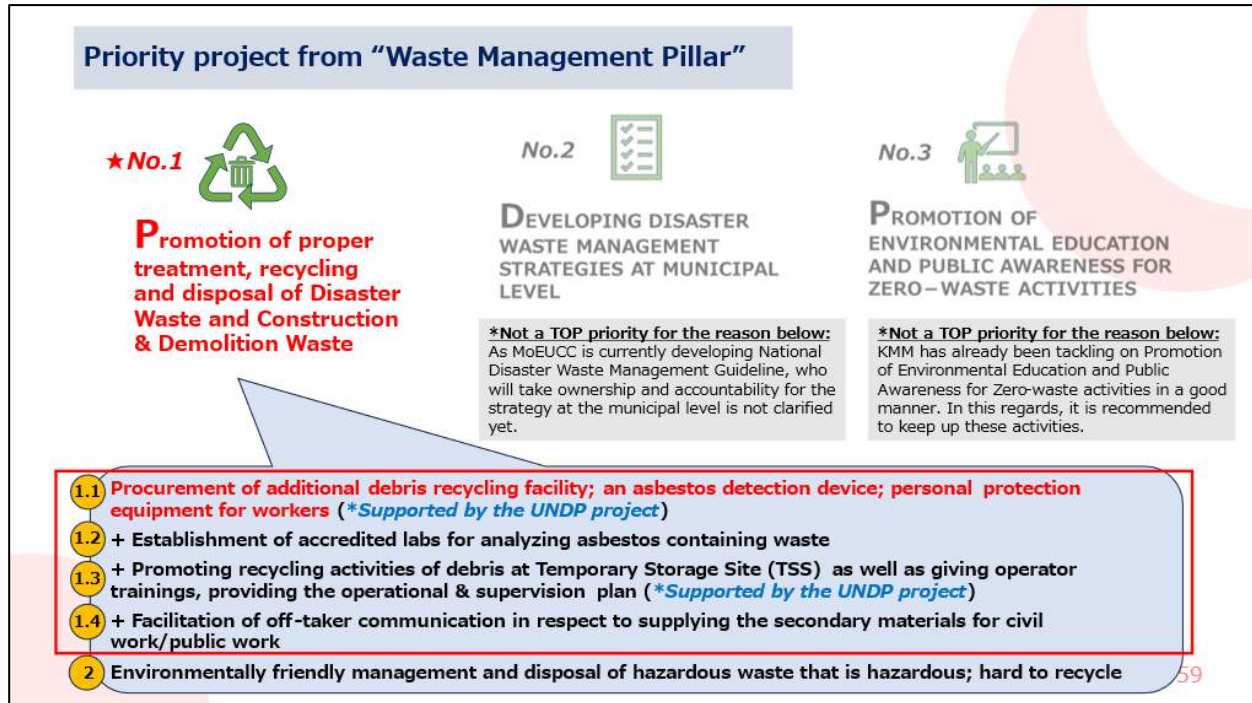 Priority project from “Waste Management Pillar”
★No.1
Promotion of proper
treatment, recycling
and disposal of Disaster
Waste and Construction
& Demolition Waste
No.2
DEVELOPING DISASTER
WASTE MANAGEMENT
STRATEGIES AT MUNICIPAL
LEVEL
*Not a TOP priority for the reason below:
As MoEUCC is currently developing National
Disaster Waste Management Guideline, who
will take ownership and accountability for the
strategy at the municipal level is not clarified
yet.
No.3
PROMOTION OF
ENVIRONMENTAL EDUCATION
AND PUBLIC AWARENESS FOR
ZERO−WASTE ACTIVITIES
*Not a TOP priority for the reason below:
KMM has already been tackling on Promotion
of Environmental Education and Public
Awareness for Zero-waste activities in a good
manner. In this regards, it is recommended
to keep up these activities.
1.1 Procurement of additional debris recycling facility; an asbestos detection device; personal protection
equipment for workers (*Supported by the UNDP project)
1.2 + Establishment of accredited labs for analyzing asbestos containing waste
1.3 + Promoting recycling activities of debris at Temporary Storage Site (TSS) as well as giving operator
trainings, providing the operational & supervision plan (*Supported by the UNDP project)
1.4 + Facilitation of off-taker communication in respect to supplying the secondary materials for civil
work/public work
2 Environmentally friendly management and disposal of hazardous waste that is hazardous; hard to recycle
59